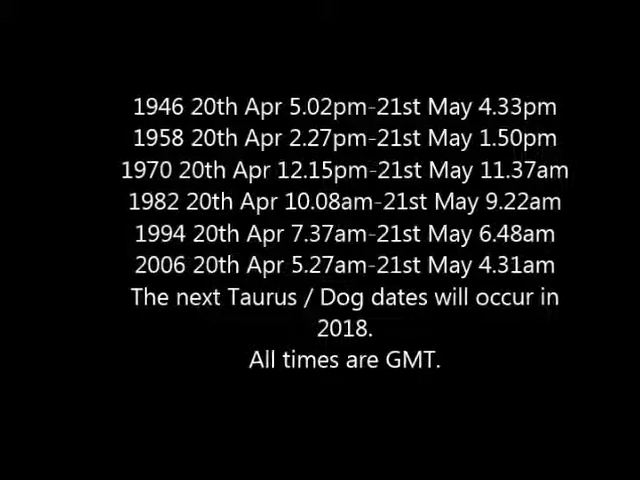 1946 20th Apr 5.02pm-21st May 4.33pm
1958 20th Apr 2.27pm-21st May 1.50pm
1970 20th Apr 12.15pm-21st May 11.37am
1982 20th Apr 10.08am-21st May 9.22am
1994 20th Apr 7.37am-21st May 6.48am
2006 20th Apr 5.27am-21st May 4.31am
The next Taurus / Dog dates will occur in
2018.
All times are GMT.